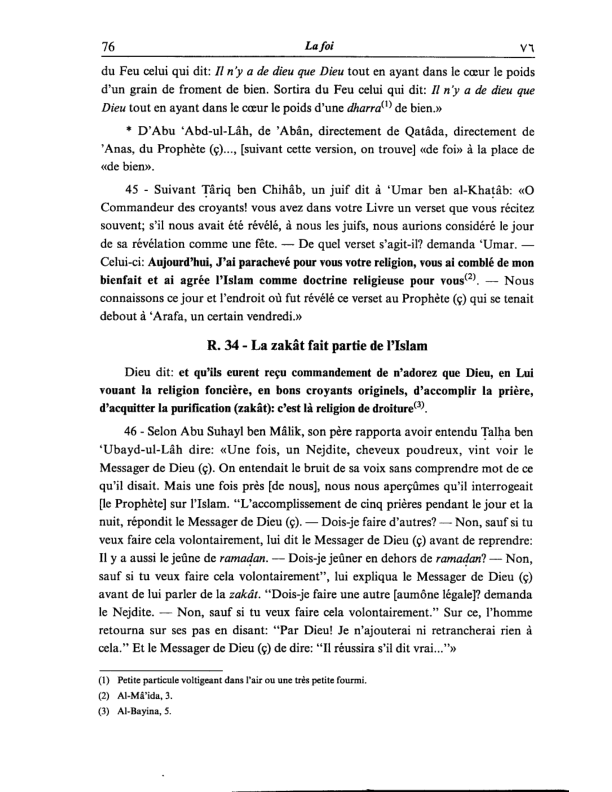 76 La foi ٧٦
du Feu celui qui dit: Il n'y a de dieu que Dieu tout en ayant dans le cœur le poids
d'un grain de froment de bien. Sortira du Feu celui qui dit: Il n'y a de dieu que
Dieu tout en ayant dans le cœur le poids d'une dharra(1) de bien.»
* D'Abu ‘Abd-ul-Lâh, de ’Abân, directement de Qatâda, directement de
’Anas, du Prophète (ç)..., [suivant cette version, on trouve] «de foi» à la place de
«de bien».
45 - Suivant Ṭâriq ben Chihâb, un juif dit à ‘Umar ben al-Khaṭâb: «O
Commandeur des croyants! vous avez dans votre Livre un verset que vous récitez
souvent; s'il nous avait été révélé, à nous les juifs, nous aurions considéré le jour
de sa révélation comme une fête. — De quel verset s'agit-il? demanda ‘Umar. —
Celui-ci: Aujourd'hui, J'ai parachevé pour vous votre religion, vous ai comblé de mon
bienfait et ai agrée l'Islam comme doctrine religieuse pour vous(2). — Nous
connaissons ce jour et l'endroit où fut révélé ce verset au Prophète (ç) qui se tenait
debout à ‘Arafa, un certain vendredi.»
R. 34 - La zakât fait partie de l'Islam
Dieu dit: et qu'ils eurent reçu commandement de n'adorez que Dieu, en Lui
vouant la religion foncière, en bons croyants originels, d'accomplir la prière,
d'acquitter la purification (zakât): c'est là religion de droiture(3).
46 - Selon Abu Suhayl ben Mâlik, son père rapporta avoir entendu Ṭalḥa ben
‘Ubayd-ul-Lâh dire: «Une fois, un Nejdite, cheveux poudreux, vint voir le
Messager de Dieu (ç). On entendait le bruit de sa voix sans comprendre mot de ce
qu'il disait. Mais une fois près [de nous], nous nous aperçûmes qu'il interrogeait
[le Prophète] sur l'Islam. “L'accomplissement de cinq prières pendant le jour et la
nuit, répondit le Messager de Dieu (ç). — Dois-je faire d'autres? — Non, sauf si tu
veux faire cela volontairement, lui dit le Messager de Dieu (ç) avant de reprendre:
Il y a aussi le jeûne de ramaḍan. — Dois-je jeûner en dehors de ramaḍan? — Non,
sauf si tu veux faire cela volontairement”, lui expliqua le Messager de Dieu (ç)
avant de lui parler de la zakât. “Dois-je faire une autre [aumône légale]? demanda
le Nejdite. — Non, sauf si tu veux faire cela volontairement.” Sur ce, l'homme
retourna sur ses pas en disant: “Par Dieu! Je n'ajouterai ni retrancherai rien à
cela.” Et le Messager de Dieu (ç) de dire: “Il réussira s'il dit vrai...”»
(1) Petite particule voltigeant dans l'air ou une très petite fourmi.
(2) Al-Mâ'ida, 3.
(3) Al-Bayina, 5.